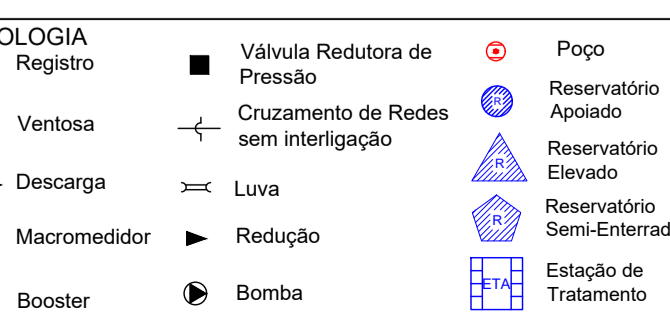 OLOGIA
Registro
Ventosa
Descarga
Macromedidor
Booster
Válvula Redutora de
Pressão
Cruzamento de Redes
sem interligação
Luva
Redução
Bomba
Poço
R
Reservatório
Apoiado
R
Reservatório
Elevado
R
Reservatório
Semi-Enterrad
ETA
Estação de
Tratamento